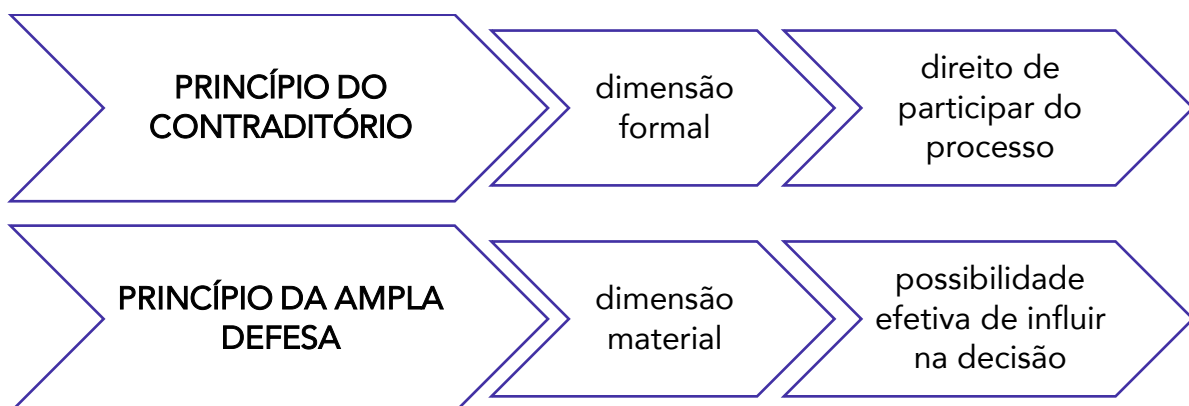 PRINCÍPIO DO
CONTRADITÓRIO
dimensão
formal
direito de
participar do
processo
PRINCÍPIO DA AMPLA
DEFESA
dimensão
material
possibilidade
efetiva de influir
na decisão